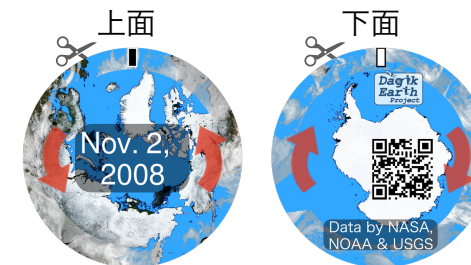 上面
下面
Nov. 2,
2008
Dagik
Earth
Project
Data by NASA,
NOAA & USGS